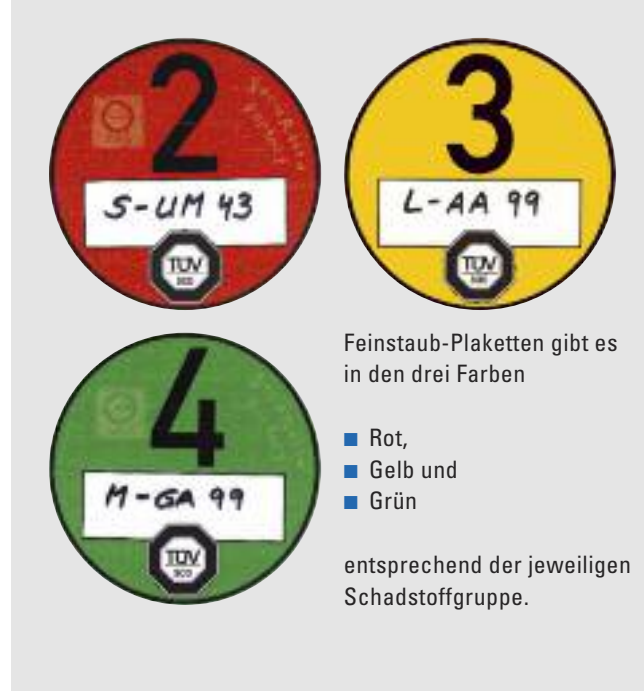 2
S-UM 43
TÜV
3
L-AA 99
TÜV
4
M-GA 99
TÜV
Feinstaub-Plaketten gibt es
in den drei Farben
■ Rot,
■ Gelb und
■ Grün
entsprechend der jeweiligen
Schadstoffgruppe.